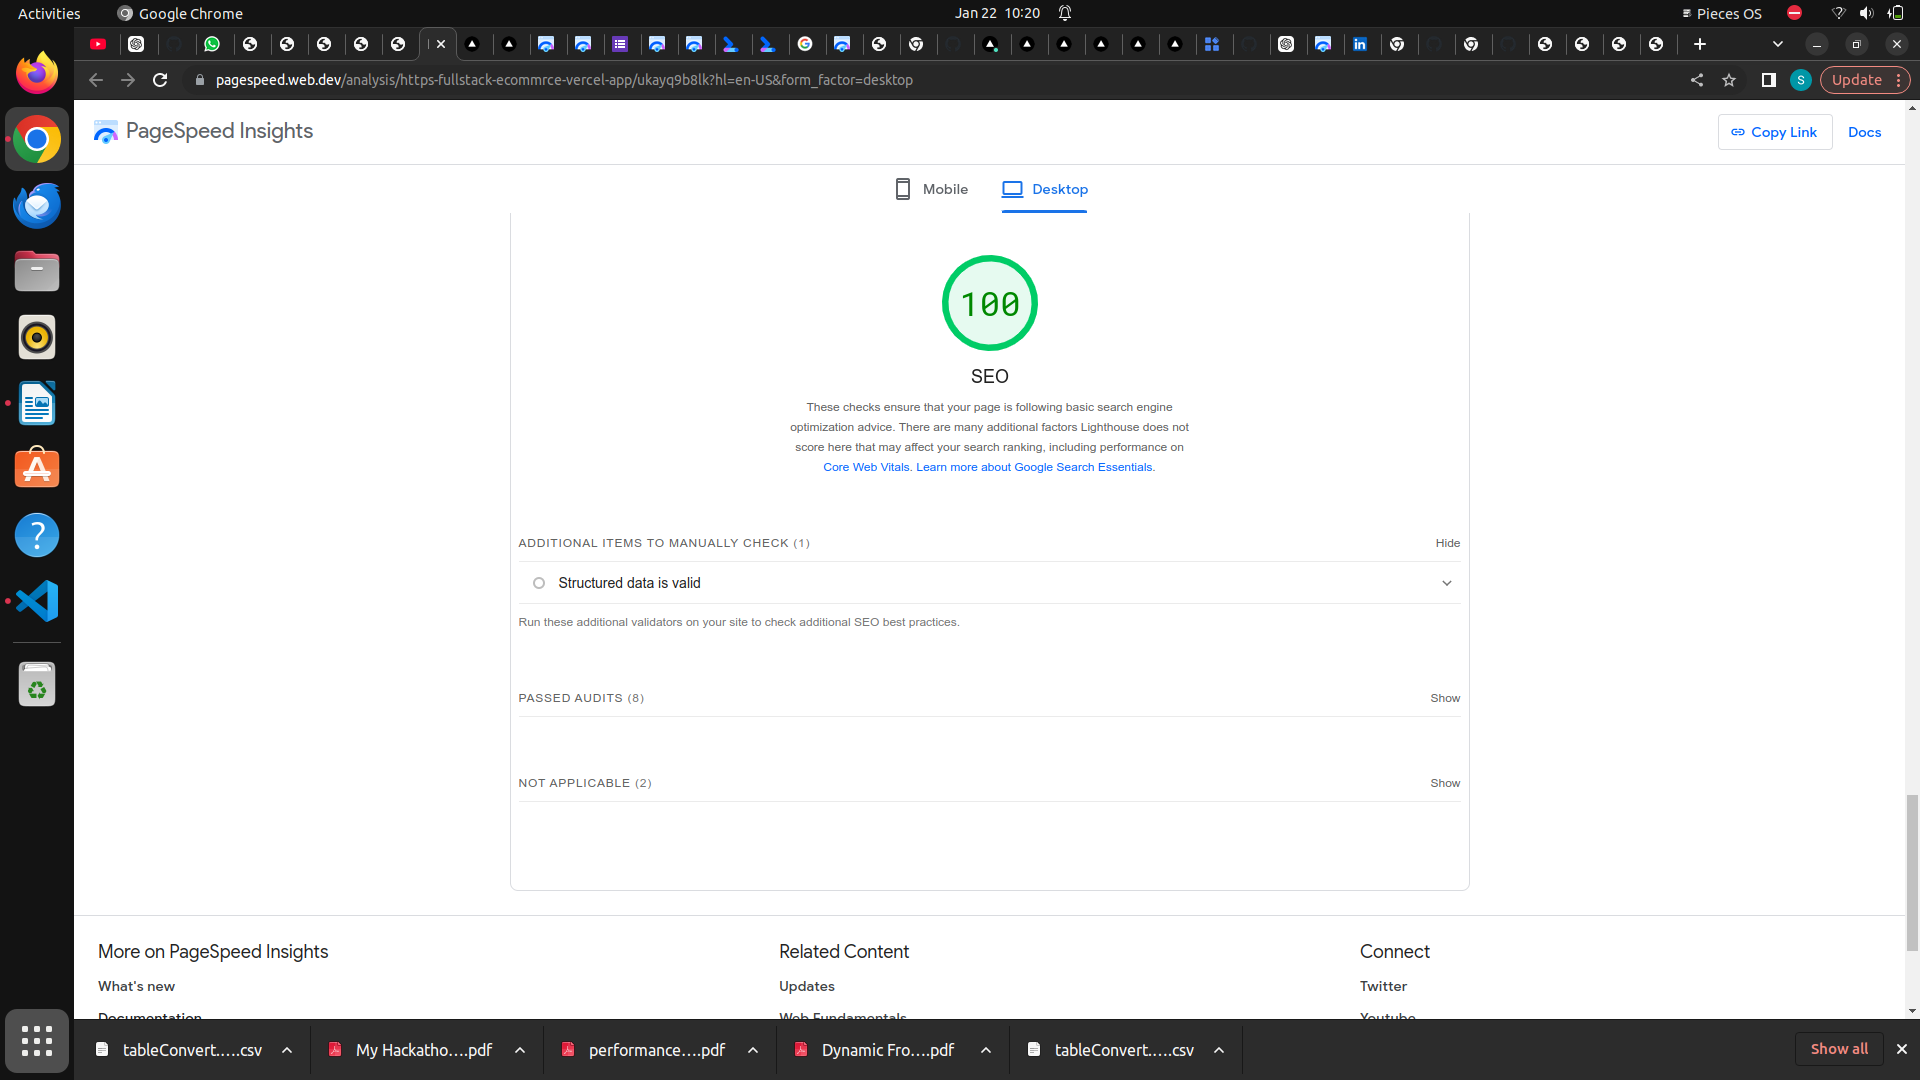 Activities
Google Chrome
Jan 22 10:20
Pieces OS
pagespeed.web.dev/analysis/https-fullstack-ecommrce-vercel-app/ukayq9b8lk?hl=en-US&form_factor=desktop
S
Update
PageSpeed Insights
Copy Link
Docs
Mobile
Desktop
100
SEO
These checks ensure that your page is following basic search engine
optimization advice. There are many additional factors Lighthouse does not
score here that may affect your search ranking, including performance on
Core Web Vitals. Learn more about Google Search Essentials.
ADDITIONAL ITEMS TO MANUALLY CHECK (1)
Hide
Structured data is valid
Run these additional validators on your site to check additional SEO best practices.
PASSED AUDITS (8)
Show
NOT APPLICABLE (2)
Show
More on PageSpeed Insights
Related Content
Connect
What's new
Updates
Twitter
Documentation
Web Fundamentals
Youtube
tableConvert.....csv
My Hackatho....pdf
performance....pdf
Dynamic Fro....pdf
tableConvert.....csv
Show all